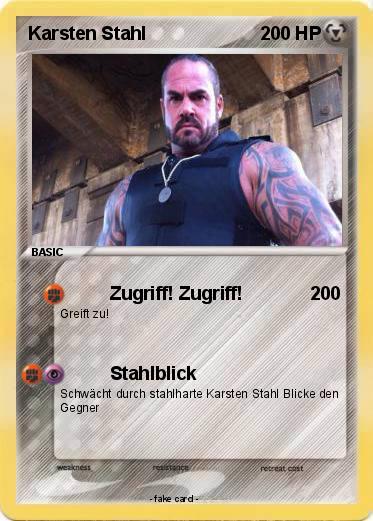 Karsten Stahl 200 HP
BASIC
Zugriff! Zugriff! 200
Greift zu!
Stahlblick
Schwächt durch stahlharte Karsten Stahl Blicke den
Gegner
weakness resistance retreat cost
- fake card -